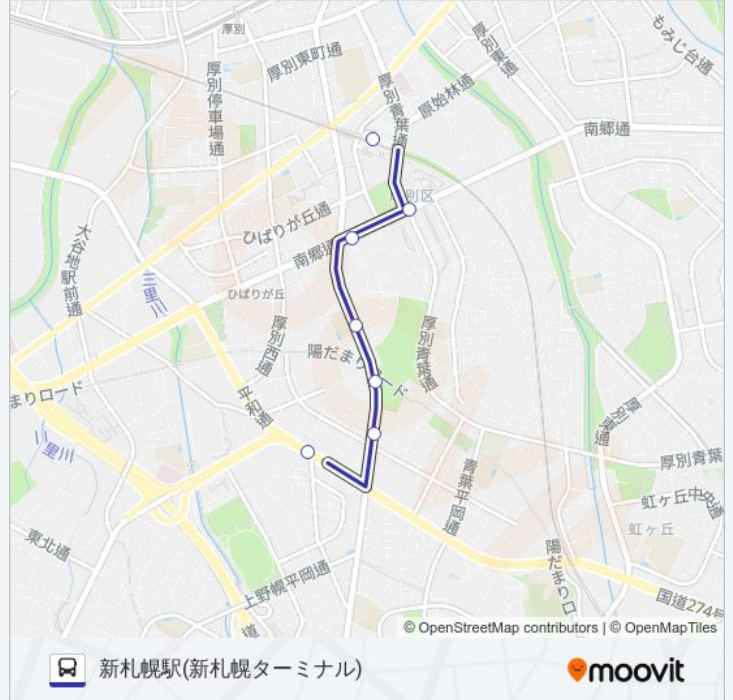 厚別
厚別東通
もみじ台通
厚別東町通
厚別停車場通
厚別青葉通
原始林通
南郷通
別区
ひばりが丘通
大谷地駅前通
南郷通
三里川
ひばりが丘
厚別西通
陽だまりロード
厚別青葉通
まりロード
平和通
厚別東通
二里川
青葉平岡通
厚別青葉
虹ヶ丘中央通
虹ヶ丘
東北通
陽だまりロ
上野幌平岡通
国道274号
道
© OpenStreetMap contributors | © OpenMapTiles
新札幌駅(新札幌ターミナル)
moovit